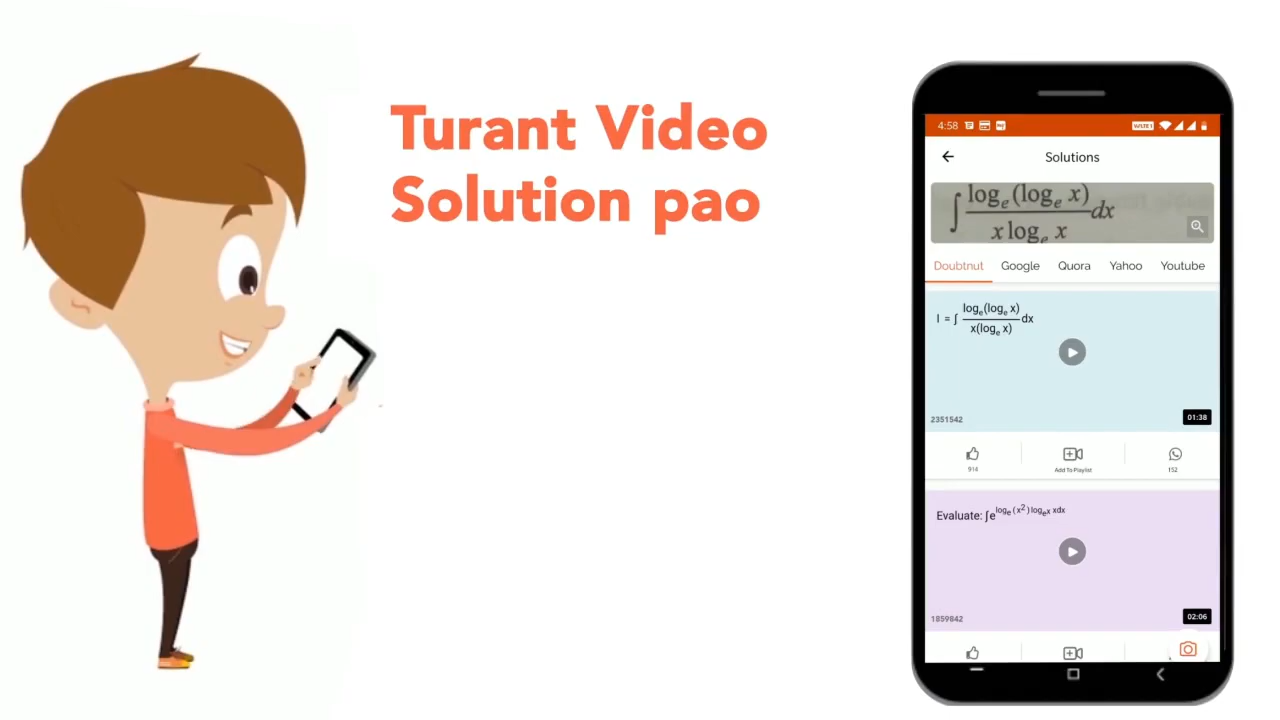 Turant Video
Solution pao
4:58
VoLTE1
Solutions
∫ logₑ(logₑ x) / x logₑ x dx
Doubtnut Google Quora Yahoo Youtube
I = ∫ logₑ(logₑ x) / x(logₑ x) dx
2351542 01:38
914 Add To Playlist 152
Evaluate: ∫e^logₑ(x²)logₑx xdx
1859842 02:06